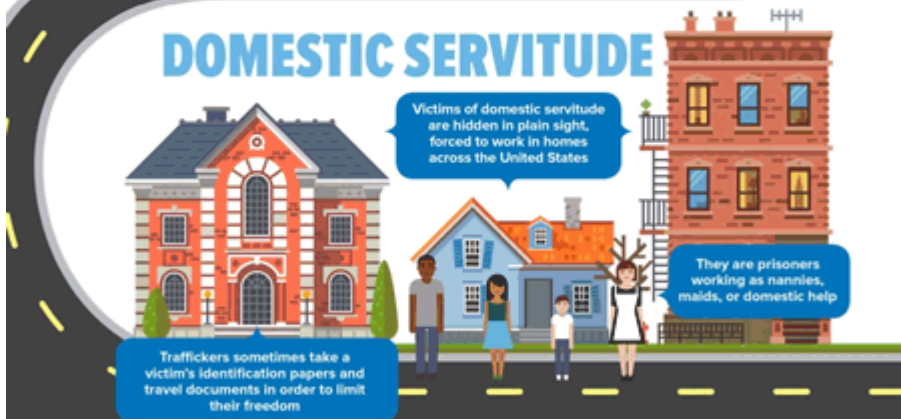 DOMESTIC SERVITUDE
Victims of domestic servitude
are hidden in plain sight,
forced to work in homes
across the United States
They are prisoners
working as nannies,
maids, or domestic help
Traffickers sometimes take a
victim's identification papers and
travel documents in order to limit
their freedom